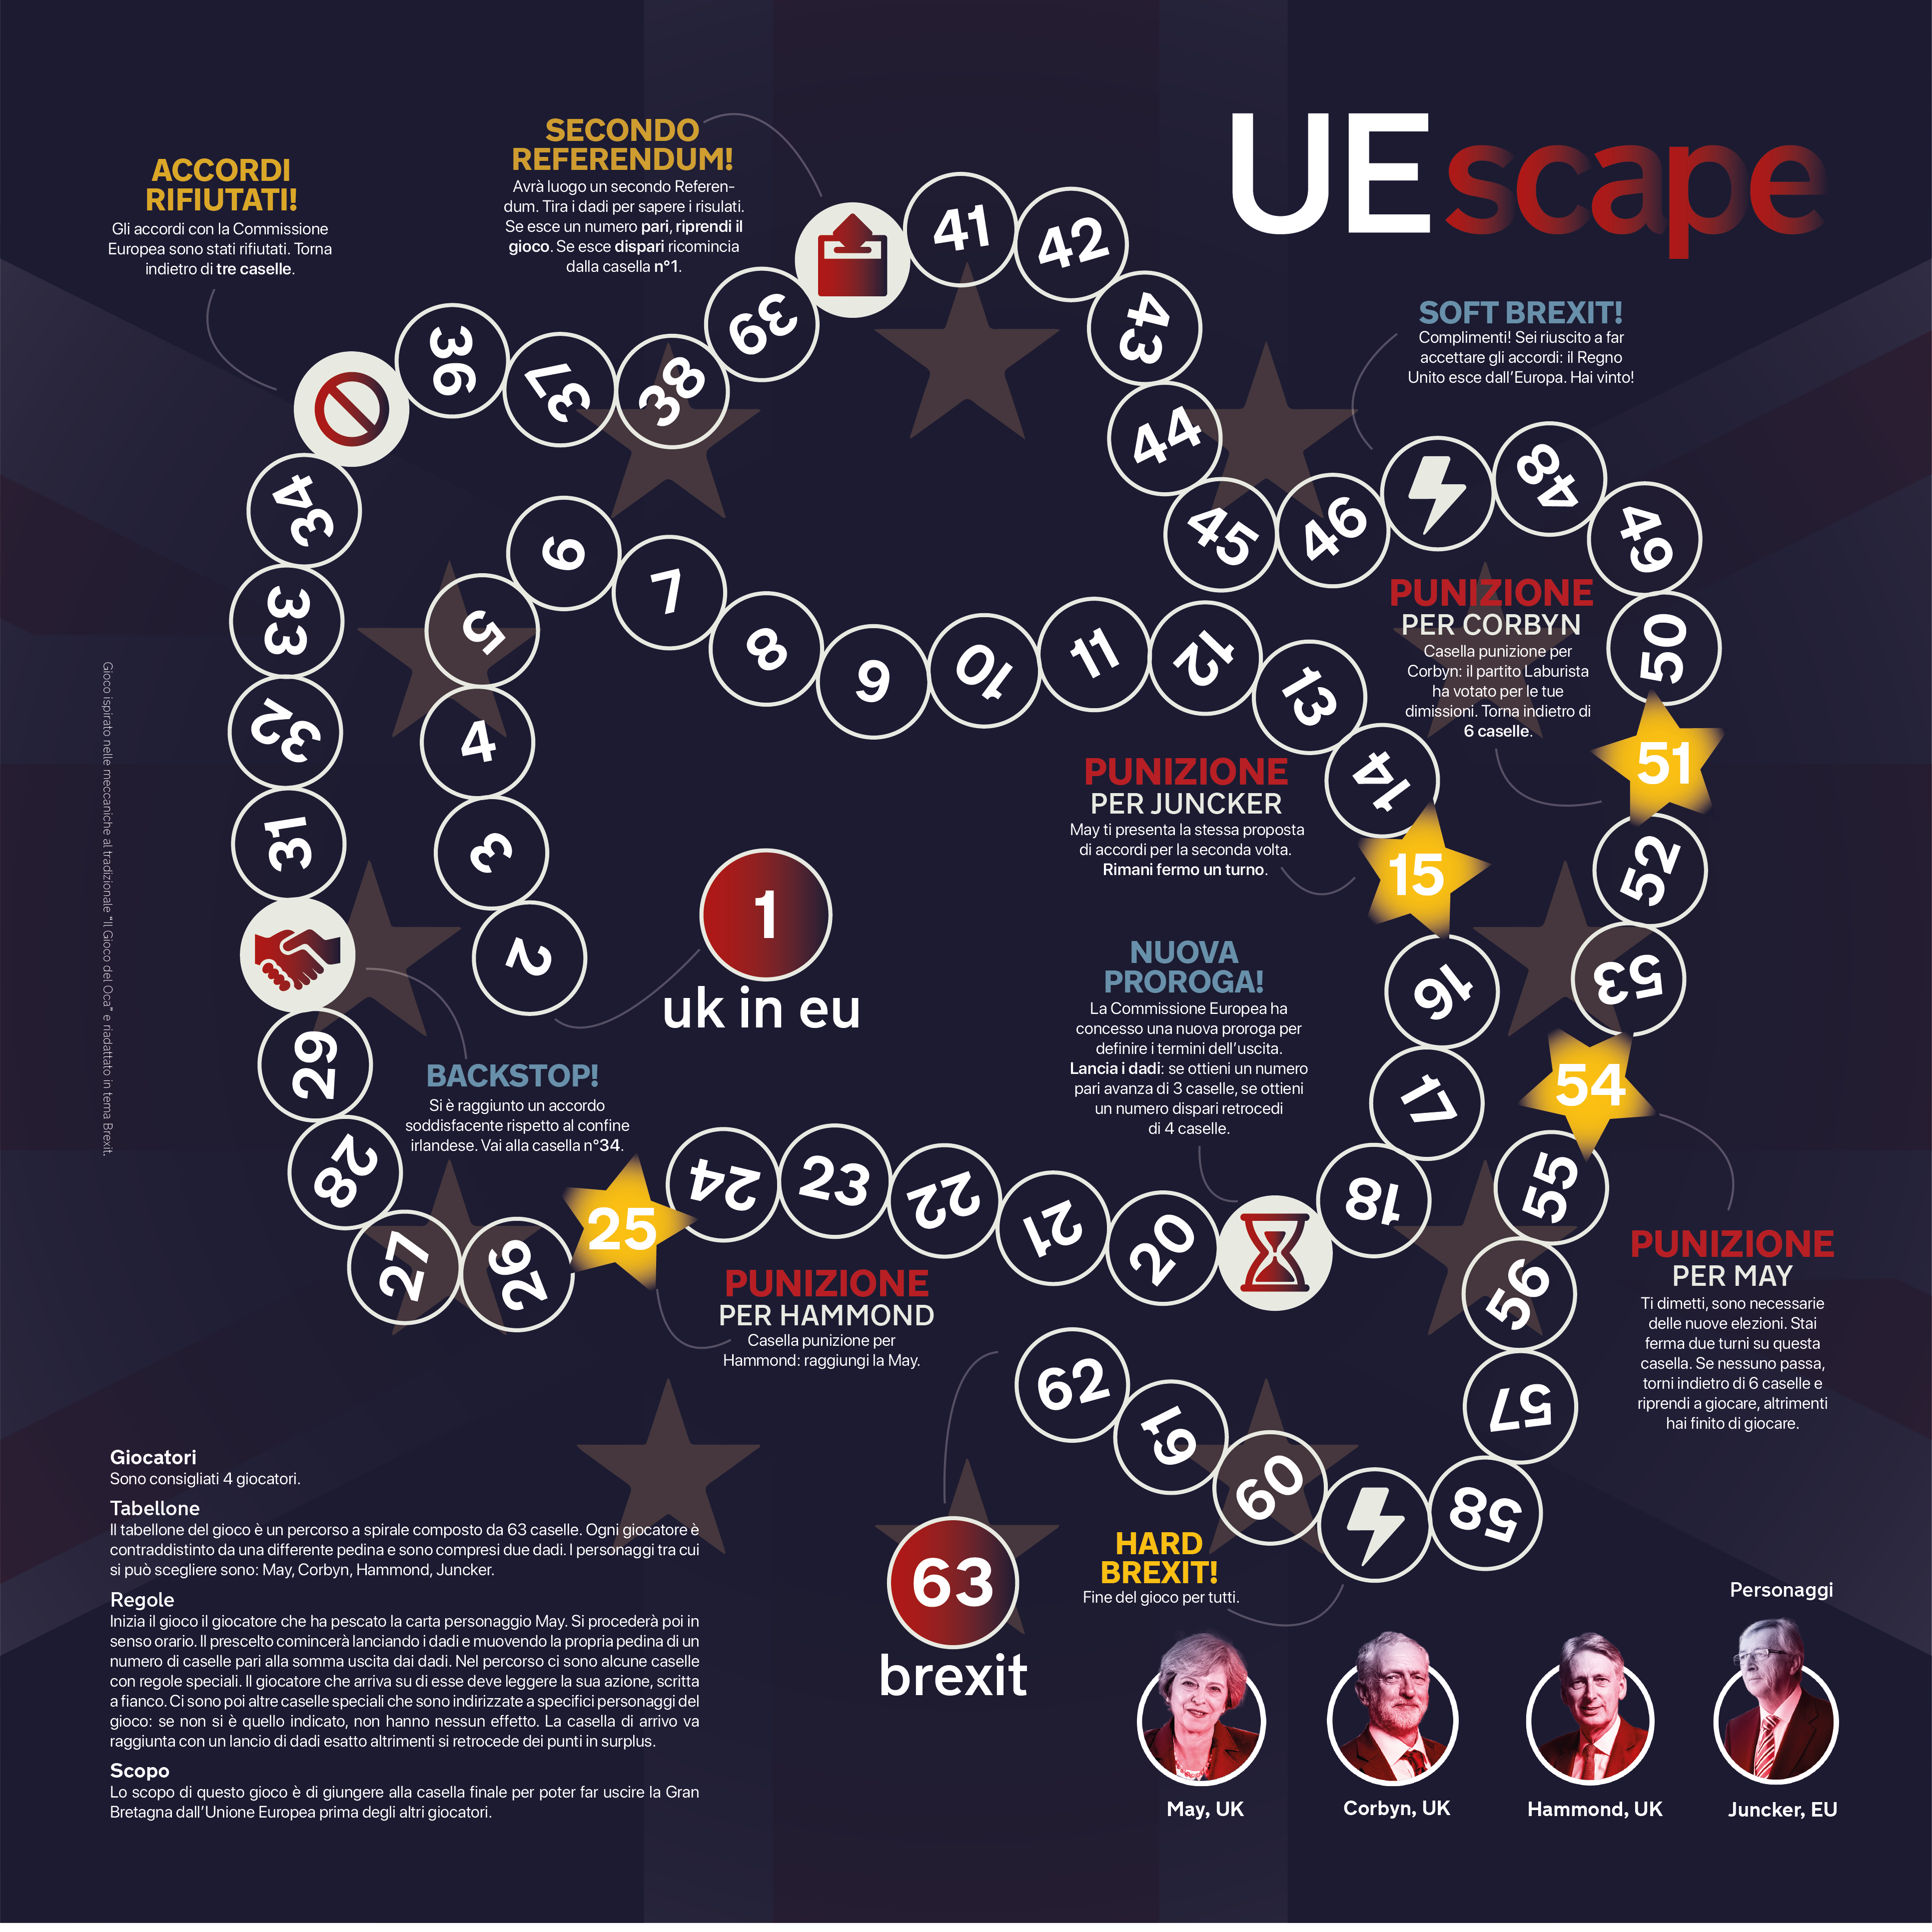 UEscape
ACCORDI
RIFIUTATI!
Gli accordi con la Commissione
Europea sono stati rifiutati. Torna
indietro di tre caselle.
SECONDO
REFERENDUM!
Avrà luogo un secondo Referen-
dum. Tira i dadi per sapere i risulati.
Se esce un numero pari, riprendi il
gioco. Se esce dispari ricomincia
dalla casella n°1.
SOFT BREXIT!
Complimenti! Sei riuscito a far
accettare gli accordi: il Regno
Unito esce dall'Europa. Hai vinto!
PUNIZIONE
PER CORBYN
Casella punizione per
Corbyn: il partito Laburista
ha votato per le tue
dimissioni. Torna indietro di
6 caselle.
PUNIZIONE
PER JUNCKER
May ti presenta la stessa proposta
di accordi per la seconda volta.
Rimani fermo un turno.
NUOVA
PROROGA!
La Commissione Europea ha
concesso una nuova proroga per
definire i termini dell'uscita.
Lancia i dadi: se ottieni un numero
pari avanza di 3 caselle, se ottieni
un numero dispari retrocedi
di 4 caselle.
BACKSTOP!
Si è raggiunto un accordo
soddisfacente rispetto al confine
irlandese. Vai alla casella n°34.
PUNIZIONE
PER HAMMOND
Casella punizione per
Hammond: raggiungi la May.
PUNIZIONE
PER MAY
Ti dimetti, sono necessarie
delle nuove elezioni. Stai
ferma due turni su questa
casella. Se nessuno passa,
torni indietro di 6 caselle e
riprendi a giocare, altrimenti
hai finito di giocare.
HARD
BREXIT!
Fine del gioco per tutti.
1
uk in eu
2
3
4
5
6
7
8
9
10
11
12
13
14
15
16
17
18
20
21
22
23
24
25
26
27
28
29
31
32
33
34
36
37
38
39
41
42
43
44
45
46
48
49
50
51
52
53
54
55
56
57
58
60
61
62
63
brexit
Gioco ispirato nelle meccaniche al tradizionale "Il Gioco del Oca" e riadattato in tema Brexit.
Giocatori
Sono consigliati 4 giocatori.
Tabellone
Il tabellone del gioco è un percorso a spirale composto da 63 caselle. Ogni giocatore è
contraddistinto da una differente pedina e sono compresi due dadi. I personaggi tra cui
si può scegliere sono: May, Corbyn, Hammond, Juncker.
Regole
Inizia il gioco il giocatore che ha pescato la carta personaggio May. Si procederà poi in
senso orario. Il prescelto comincerà lanciando i dadi e muovendo la propria pedina di un
numero di caselle pari alla somma uscita dai dadi. Nel percorso ci sono alcune caselle
con regole speciali. Il giocatore che arriva su di esse deve leggere la sua azione, scritta
a fianco. Ci sono poi altre caselle speciali che sono indirizzate a specifici personaggi del
gioco: se non si è quello indicato, non hanno nessun effetto. La casella di arrivo va
raggiunta con un lancio di dadi esatto altrimenti si retrocede dei punti in surplus.
Scopo
Lo scopo di questo gioco è di giungere alla casella finale per poter far uscire la Gran
Bretagna dall'Unione Europea prima degli altri giocatori.
Personaggi
May, UK
Corbyn, UK
Hammond, UK
Juncker, EU